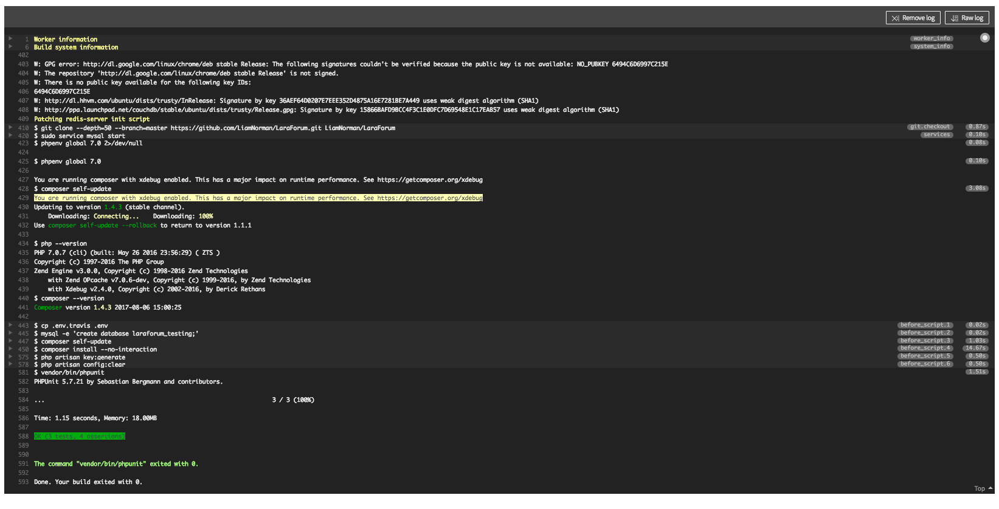 Remove log Raw log
1 Worker information worker_info
6 Build system information system_info
402
403 W: GPG error: http://dl.google.com/linux/chrome/deb stable Release: The following signatures couldn't be verified because the public key is not available: NO_PUBKEY 6494C6D6997C215E
404 W: The repository 'http://dl.google.com/linux/chrome/deb stable Release' is not signed.
405 W: There is no public key available for the following key IDs:
406 6494C6D6997C215E
407 W: http://dl.hhvm.com/ubuntu/dists/trusty/InRelease: Signature by key 36AEF64D0207E7EEE352D4875A16E7281BE7A449 uses weak digest algorithm (SHA1)
408 W: http://ppa.launchpad.net/couchdb/stable/ubuntu/dists/trusty/Release.gpg: Signature by key 15866BAFD9BCC4F3C1E0DFC7D69548E1C17EAB57 uses weak digest algorithm (SHA1)
409 Patching redis-server init script
410 $ git clone --depth=50 --branch=master https://github.com/LiamNorman/LaraForum.git LiamNorman/LaraForum git.checkout 0.87s
420 $ sudo service mysql start services 0.10s
423 $ phpenv global 7.0 2>/dev/null 0.08s
424
425 $ phpenv global 7.0 0.10s
426
427 You are running composer with xdebug enabled. This has a major impact on runtime performance. See https://getcomposer.org/xdebug
428 $ composer self-update 3.08s
429 You are running composer with xdebug enabled. This has a major impact on runtime performance. See https://getcomposer.org/xdebug
430 Updating to version 1.4.3 (stable channel).
431 Downloading: Connecting... Downloading: 100%
432 Use composer self-update --rollback to return to version 1.1.1
433
434 $ php --version
435 PHP 7.0.7 (cli) (built: May 26 2016 23:56:29) ( ZTS )
436 Copyright (c) 1997-2016 The PHP Group
437 Zend Engine v3.0.0, Copyright (c) 1998-2016 Zend Technologies
438 with Zend OPcache v7.0.6-dev, Copyright (c) 1999-2016, by Zend Technologies
439 with Xdebug v2.4.0, Copyright (c) 2002-2016, by Derick Rethans
440 $ composer --version
441 Composer version 1.4.3 2017-08-06 15:00:25
442
443 $ cp .env.travis .env before_script.1 0.02s
445 $ mysql -e 'create database laraforum_testing;' before_script.2 0.02s
447 $ composer self-update before_script.3 1.03s
450 $ composer install --no-interaction before_script.4 14.67s
575 $ php artisan key:generate before_script.5 0.50s
578 $ php artisan config:clear before_script.6 0.50s
581 $ vendor/bin/phpunit 1.51s
582 PHPUnit 5.7.21 by Sebastian Bergmann and contributors.
583
584 ... 3 / 3 (100%)
585
586 Time: 1.15 seconds, Memory: 18.00MB
587
588 OK (3 tests, 4 assertions)
589
590
591 The command "vendor/bin/phpunit" exited with 0.
592
593 Done. Your build exited with 0.
Top